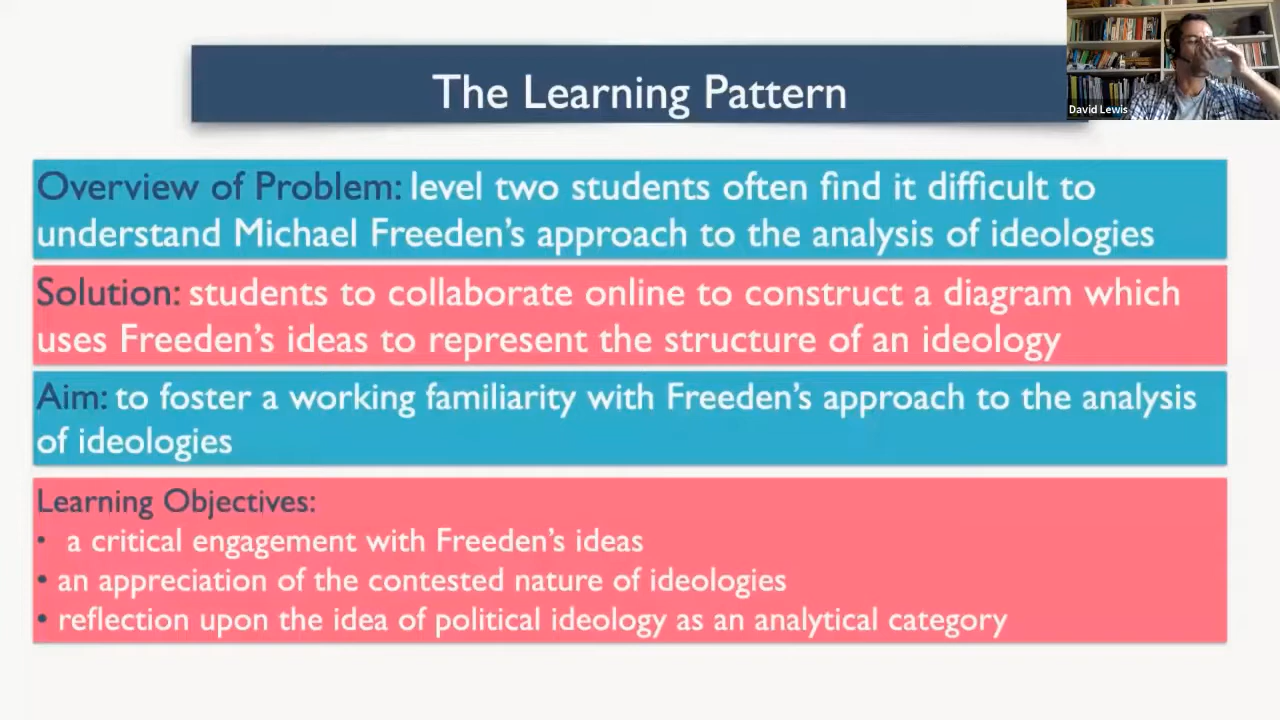 The Learning Pattern
David Lewis
Overview of Problem: level two students often find it difficult to
understand Michael Freeden’s approach to the analysis of ideologies
Solution: students to collaborate online to construct a diagram which
uses Freeden’s ideas to represent the structure of an ideology
Aim: to foster a working familiarity with Freeden’s approach to the analysis
of ideologies
Learning Objectives:
• a critical engagement with Freeden’s ideas
• an appreciation of the contested nature of ideologies
• reflection upon the idea of political ideology as an analytical category